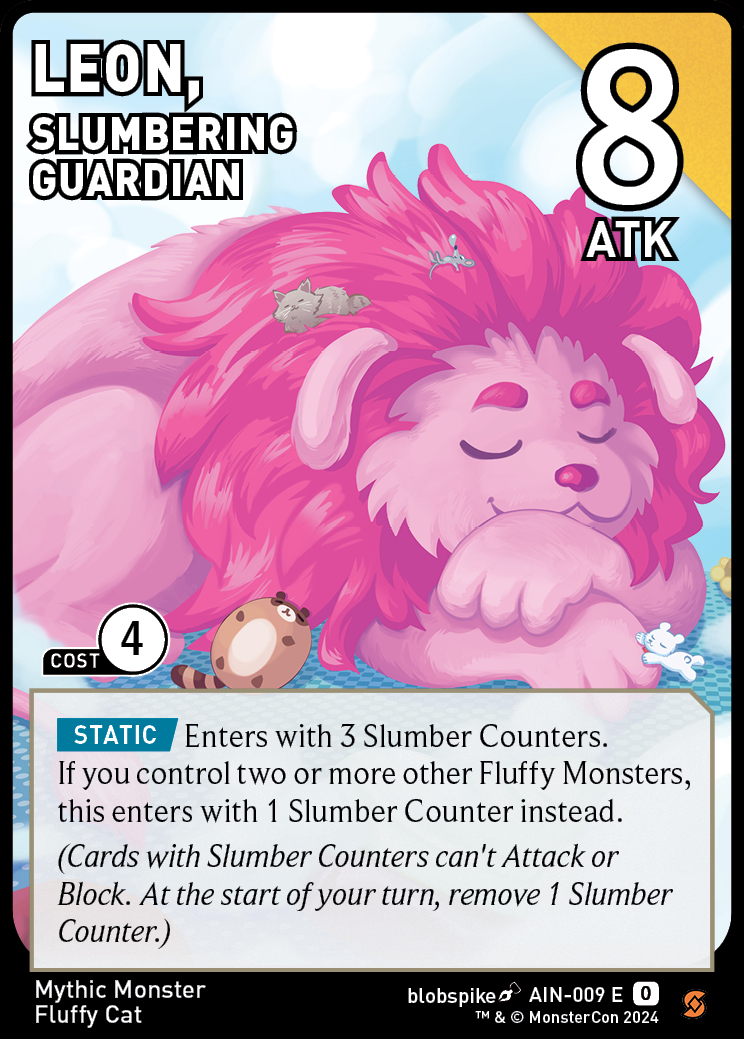 LEON,
SLUMBERING
GUARDIAN
8
ATK
COST 4
STATIC Enters with 3 Slumber Counters.
If you control two or more other Fluffy Monsters,
this enters with 1 Slumber Counter instead.
(Cards with Slumber Counters can't Attack or
Block. At the start of your turn, remove 1 Slumber
Counter.)
Mythic Monster
Fluffy Cat
blobspike AIN-009 E 0
™ & © MonsterCon 2024